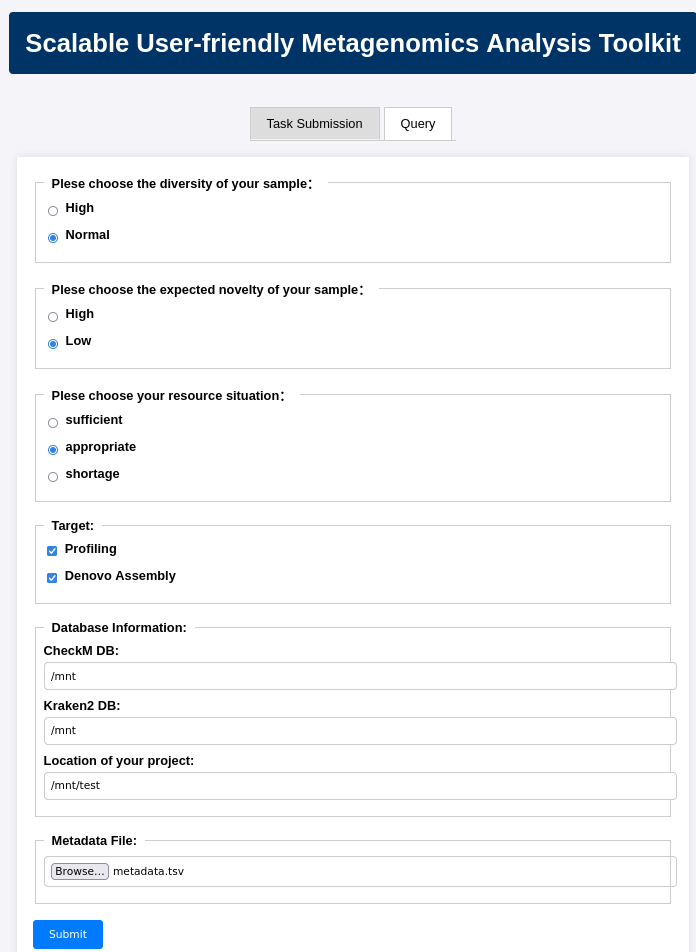 Scalable User-friendly Metagenomics Analysis Toolkit
Task Submission
Query
Plese choose the diversity of your sample：
High
Normal
Plese choose the expected novelty of your sample：
High
Low
Plese choose your resource situation：
sufficient
appropriate
shortage
Target:
Profiling
Denovo Assembly
Database Information:
CheckM DB:
/mnt
Kraken2 DB:
/mnt
Location of your project:
/mnt/test
Metadata File:
Browse... metadata.tsv
Submit